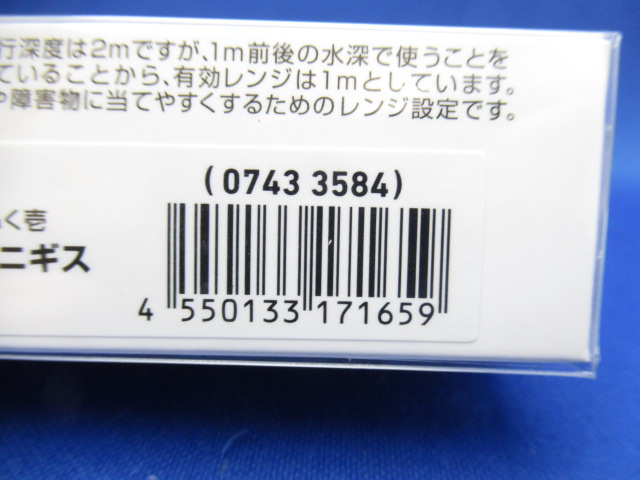 行深度は2mですが、1m前後の水深で使うことを
ていることから、有効レンジは1mとしています。
障害物に当てやすくするためのレンジ設定です。
(0743 3584)
く壱
ニギス
4 550133 171659